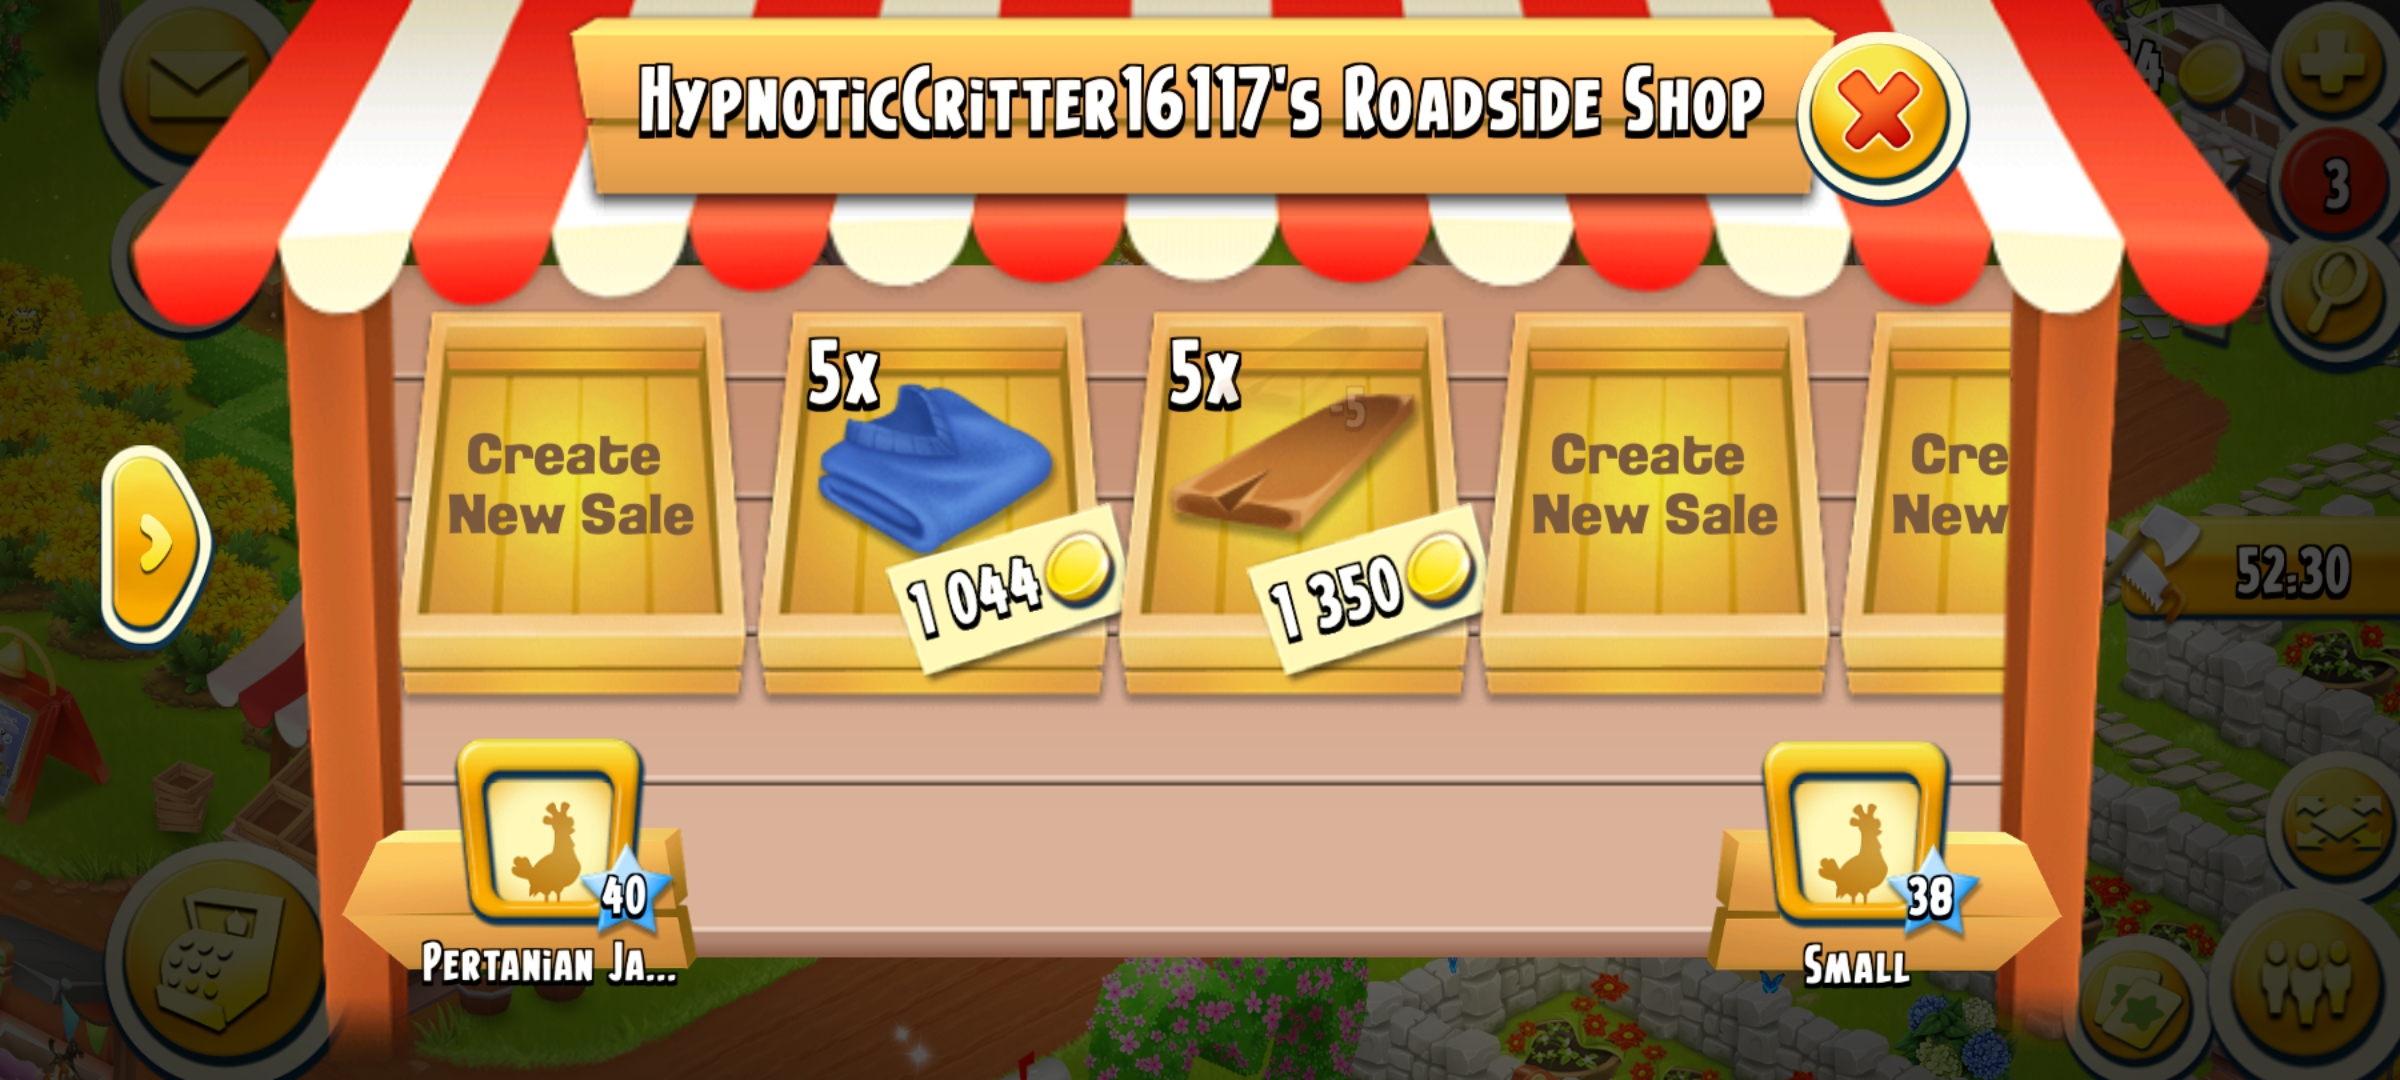 HypnoticCritter16117's Roadside Shop
3
Create
New Sale
5x
1 044
5x
-5
1 350
Create
New Sale
Cre
New
52:30
40
Pertanian Ja...
38
Small